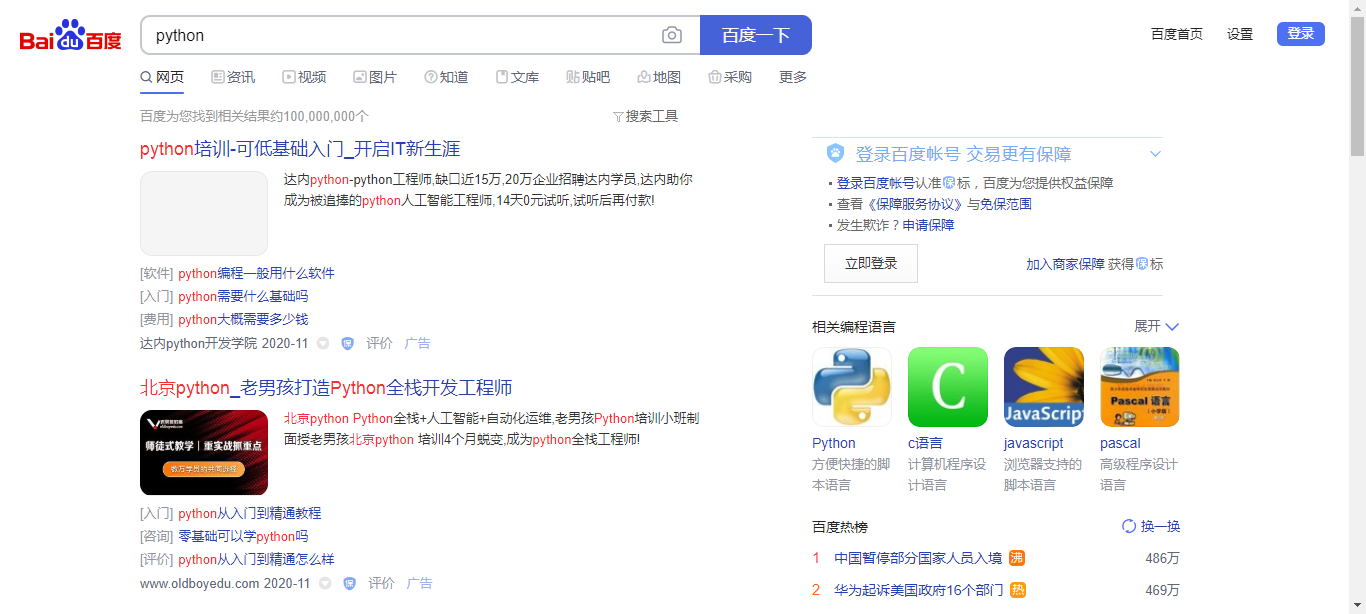 Bai du 百度
python
百度一下
百度首页 设置 登录
网页 资讯 视频 图片 知道 文库 贴吧 地图 采购 更多
百度为您找到相关结果约100,000,000个
搜索工具
python培训-可低基础入门_开启IT新生涯
达内python-python工程师,缺口近15万,20万企业招聘达内学员,达内助你
成为被追捧的python人工智能工程师,14天0元试听,试听后再付款!
[软件] python编程一般用什么软件
[入门] python需要什么基础吗
[费用] python大概需要多少钱
达内python开发学院 2020-11 保 评价 广告
北京python_老男孩打造Python全栈开发工程师
师徒式教学 | 重实战抓重点
数万学员的共同选择
北京python Python全栈+人工智能+自动化运维,老男孩Python培训小班制
面授老男孩北京python 培训4个月蜕变,成为python全栈工程师!
[入门] python从入门到精通教程
[咨询] 零基础可以学python吗
[评价] python从入门到精通怎么样
www.oldboyedu.com 2020-11 保 评价 广告
登录百度帐号 交易更有保障
登录百度帐号认准保标，百度为您提供权益保障
查看《保障服务协议》与免保范围
发生欺诈？申请保障
立即登录
加入商家保障 获得保标
相关编程语言
展开
C
JavaScript
Pascal 语言
Python c语言 javascript pascal
方便快捷的脚 计算机程序设 浏览器支持的 高级程序设计
本语言 计语言 脚本语言 语言
百度热榜
换一换
1 中国暂停部分国家人员入境 沸 486万
2 华为起诉美国政府16个部门 热 469万